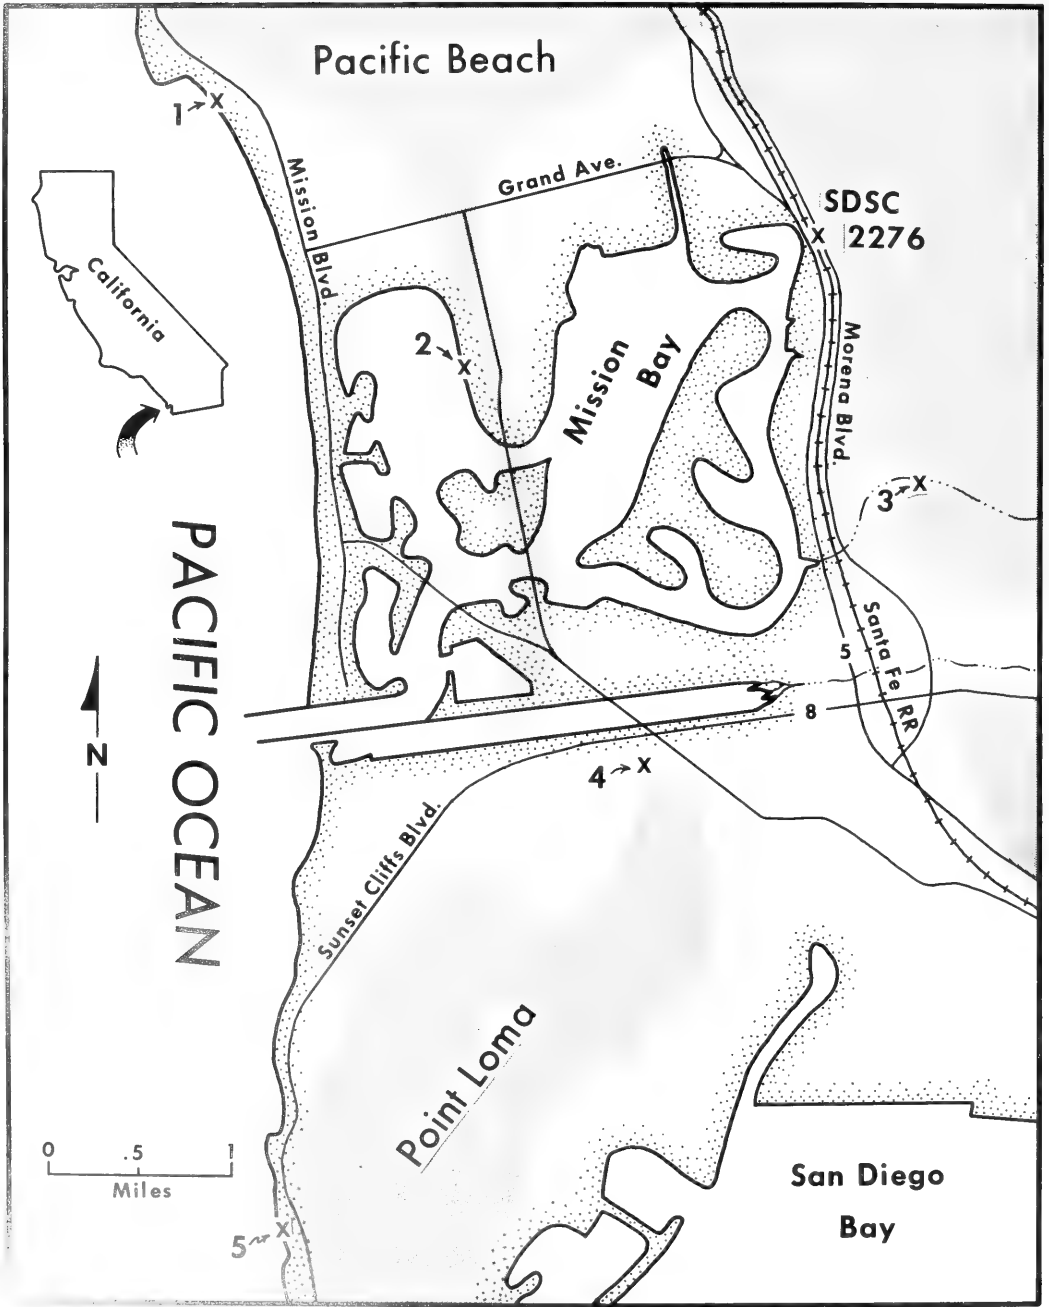 Pacific Beach
1
X
Mission Blvd.
Grand Ave.
SDSC
2276
X
California
2
X
Mission
Bay
Morena Blvd.
3
X
PACIFIC OCEAN
Santa Fe RR
5
8
N
4
X
Sunset Cliffs Blvd.
Point Loma
0 .5 1
Miles
San Diego
Bay
5
X